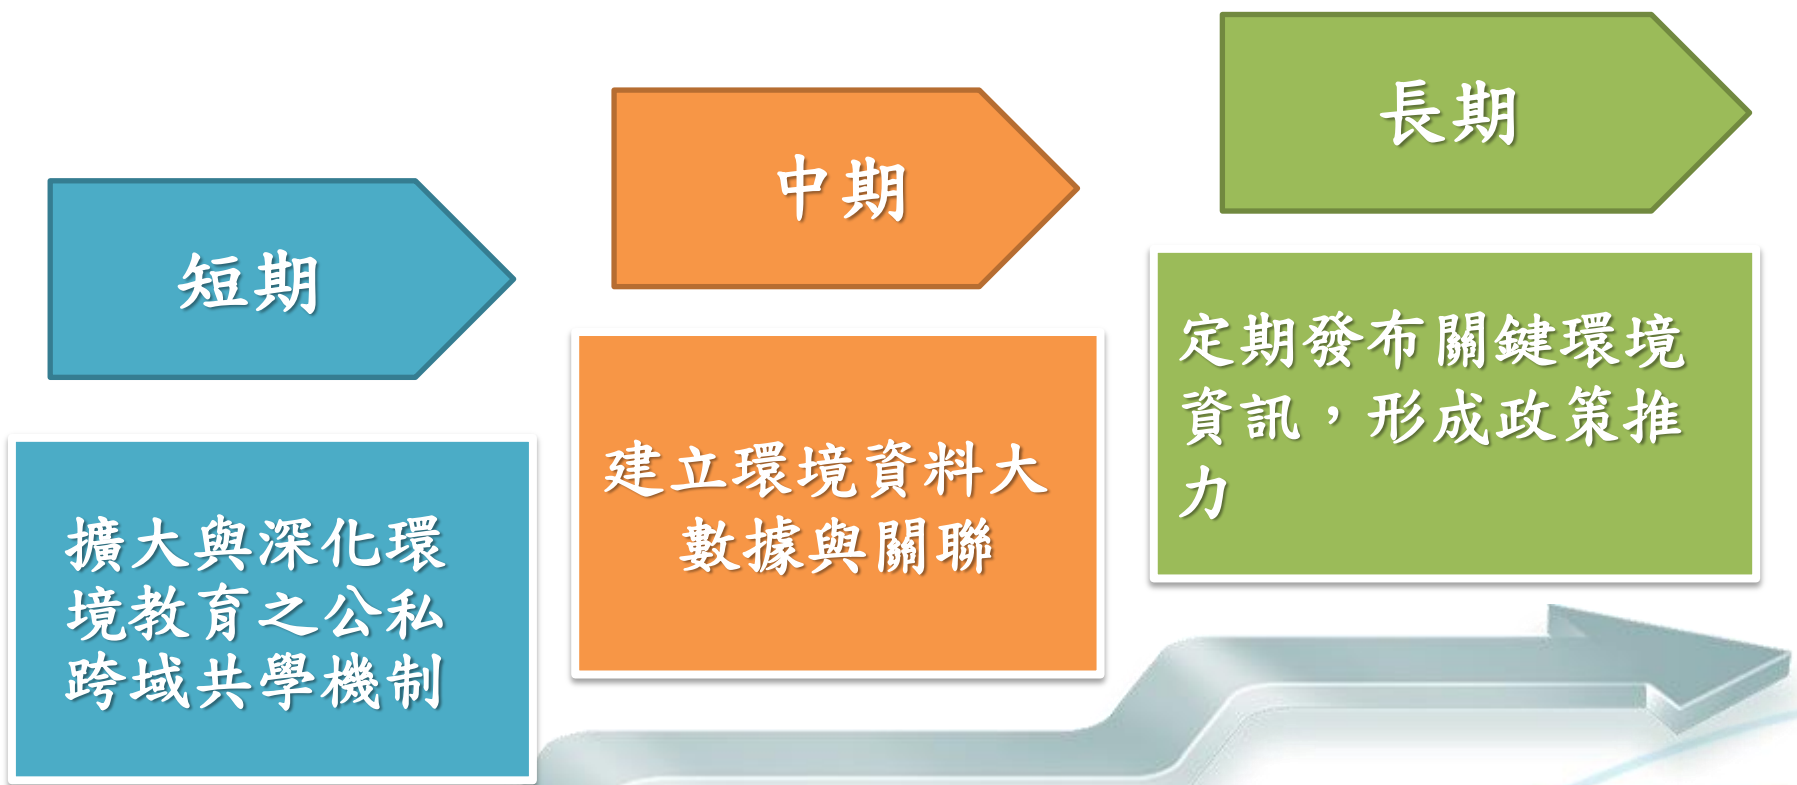 短期
擴大與深化環
境教育之公私
跨域共學機制
中期
建立環境資料大
數據與關聯
長期
定期發布關鍵環境
資訊，形成政策推
力